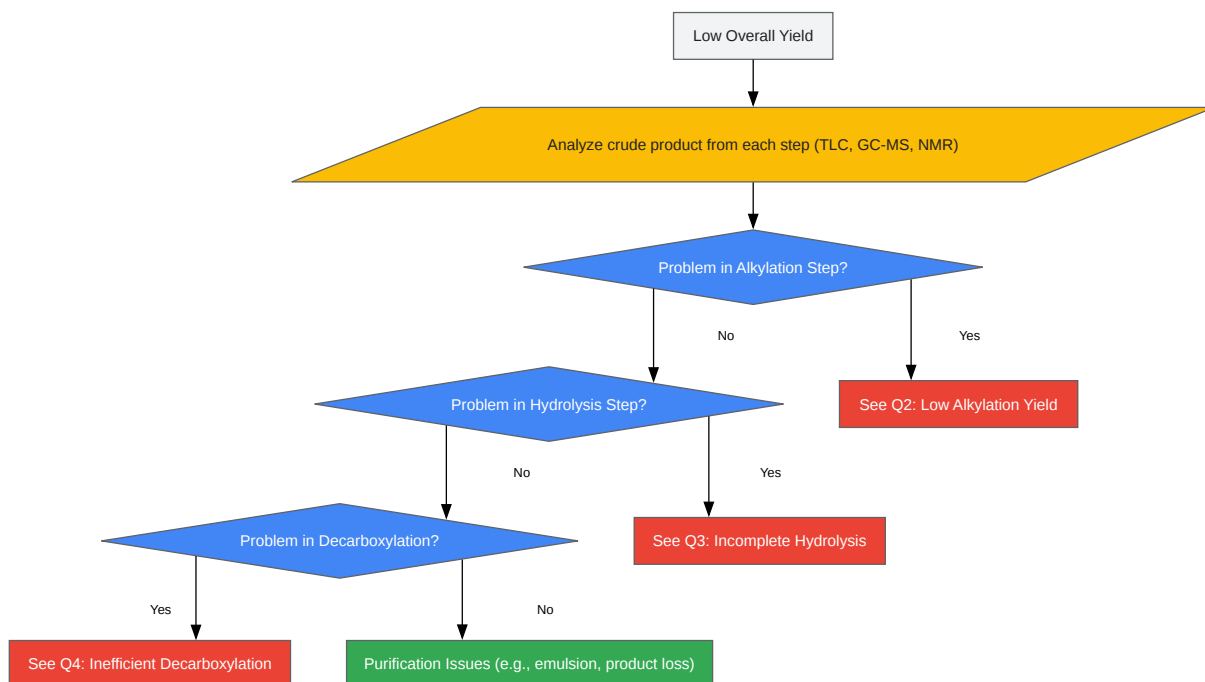 Low Overall Yield
Analyze crude product from each step (TLC, GC-MS, NMR)
Problem in Alkylation Step?
No
Yes
Problem in Hydrolysis Step?
See Q2: Low Alkylation Yield
No
Yes
Problem in Decarboxylation?
See Q3: Incomplete Hydrolysis
Yes
No
See Q4: Inefficient Decarboxylation
Purification Issues (e.g., emulsion, product loss)